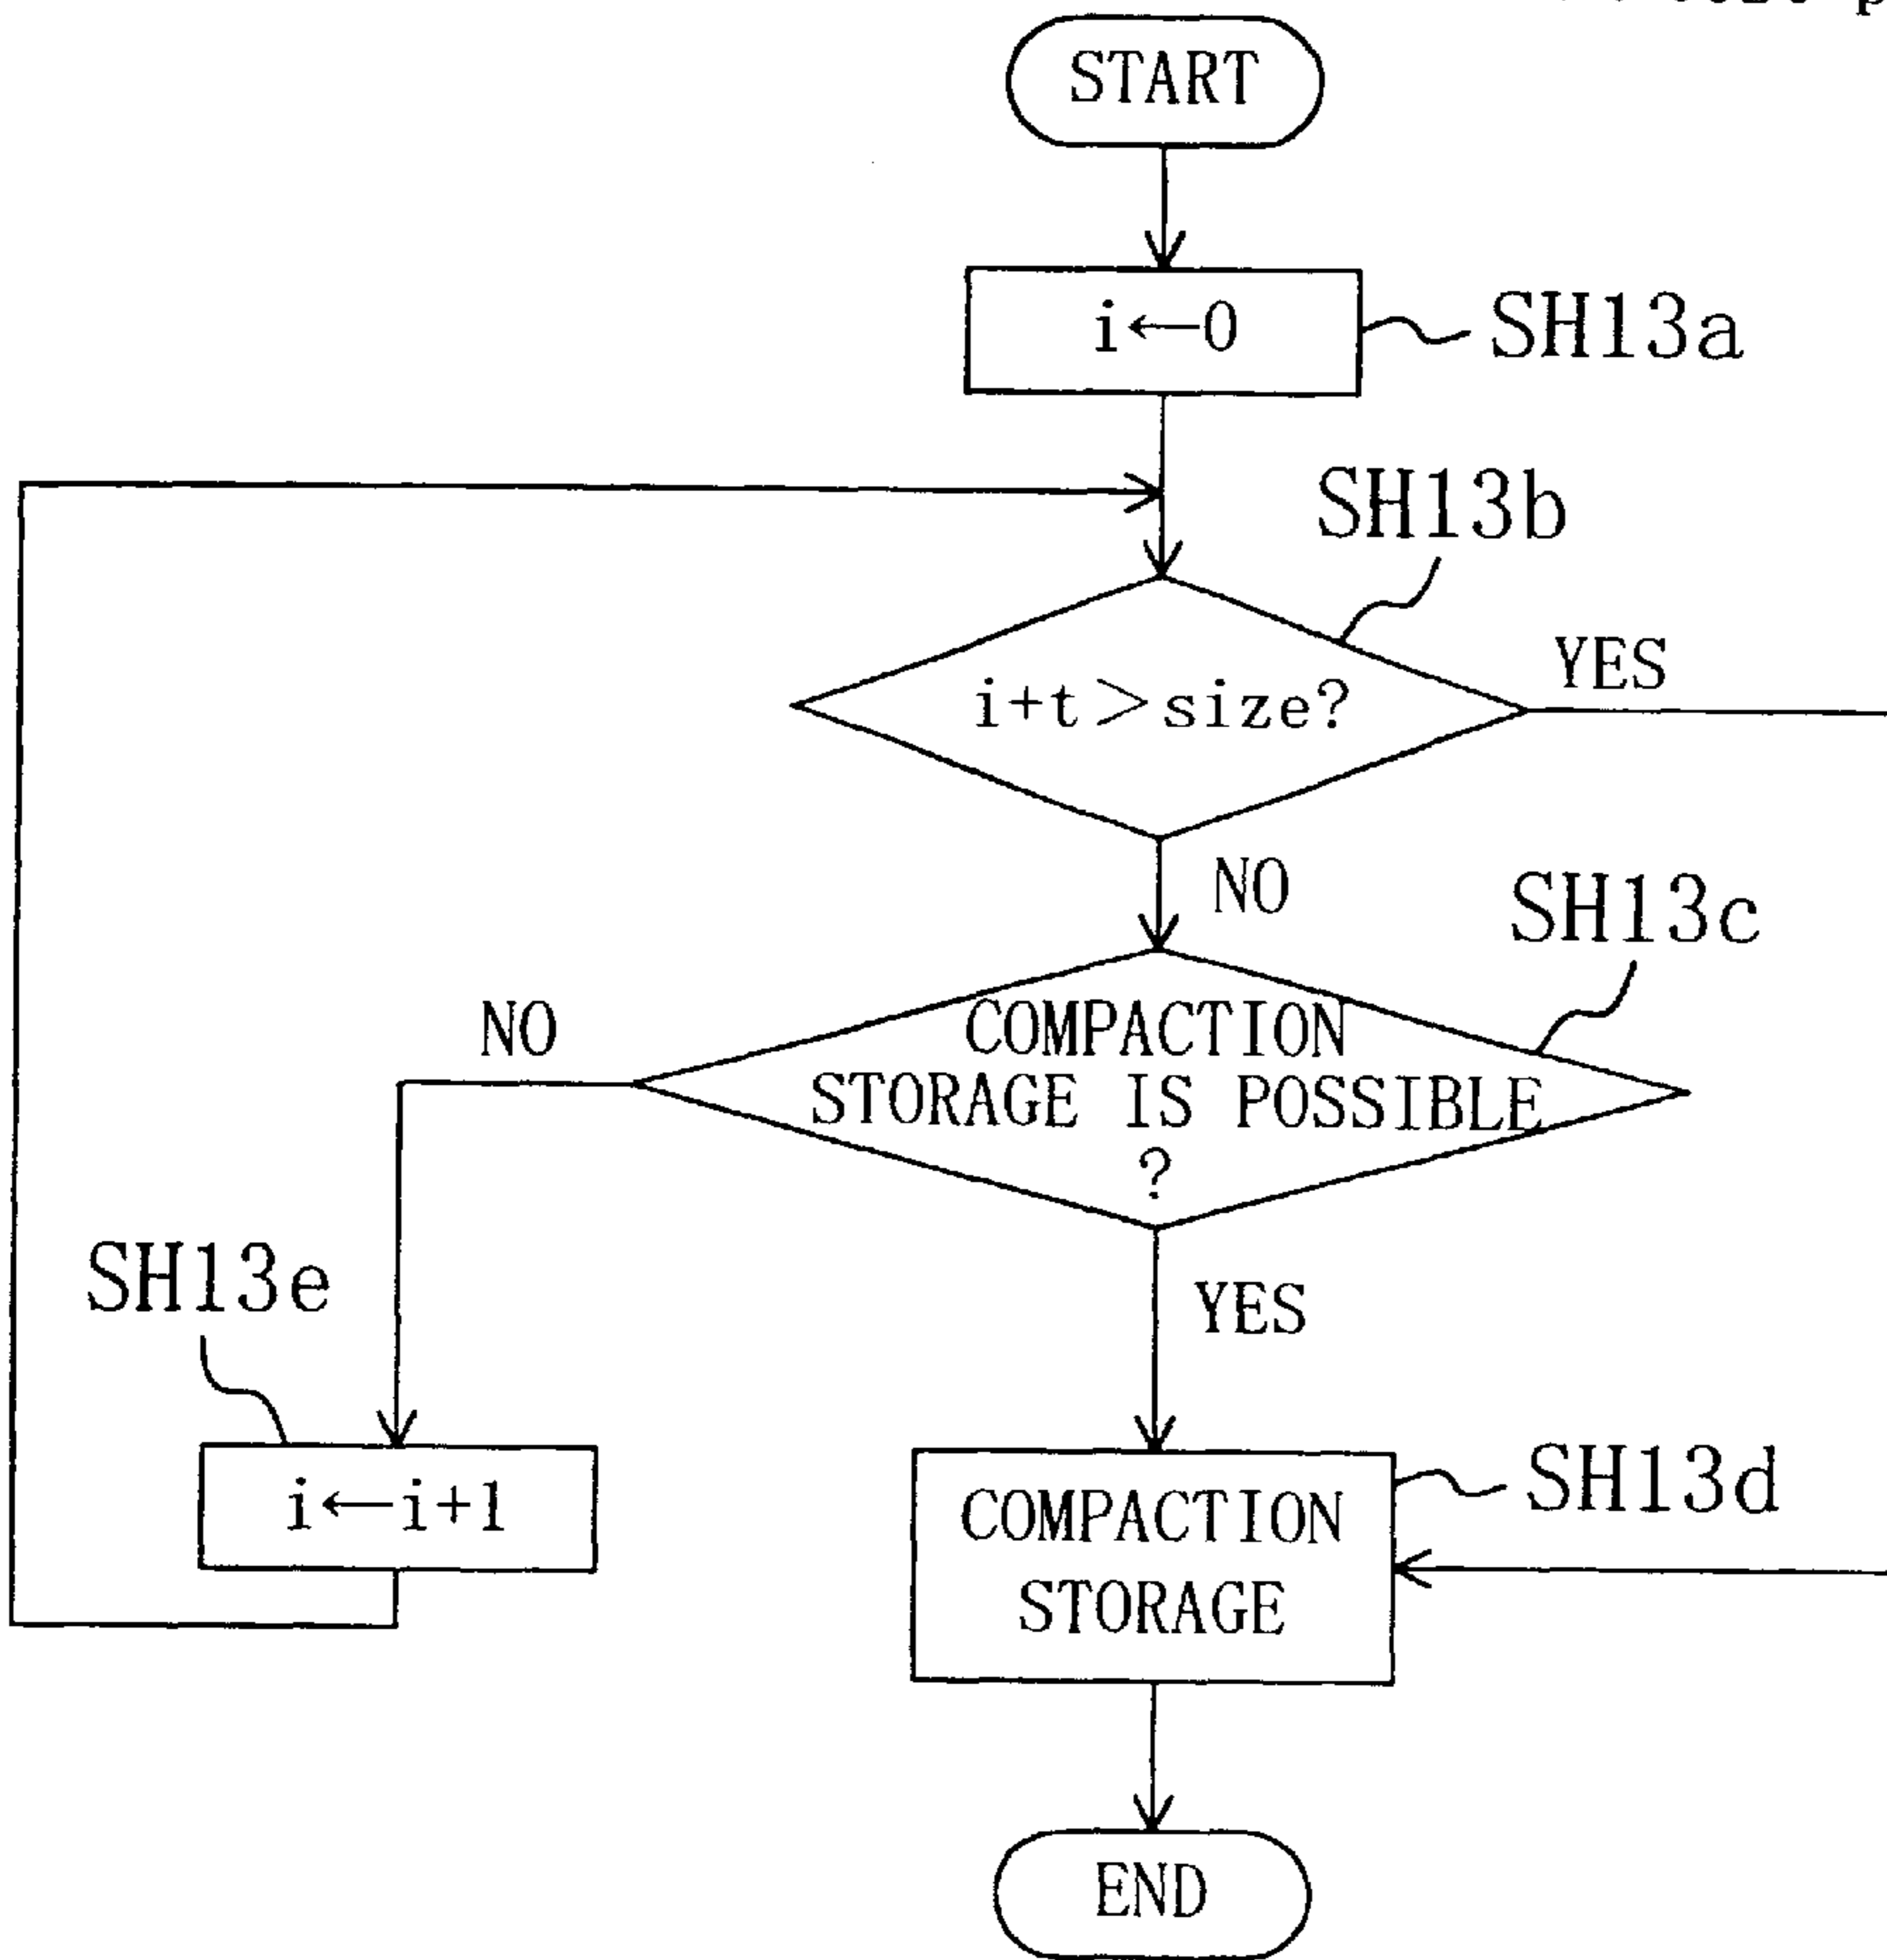 START
i←0
SH13a
SH13b
i+t>size?
YES
NO
SH13c
COMPACTION
STORAGE IS POSSIBLE
?
NO
YES
SH13e
i←i+1
SH13d
COMPACTION
STORAGE
END